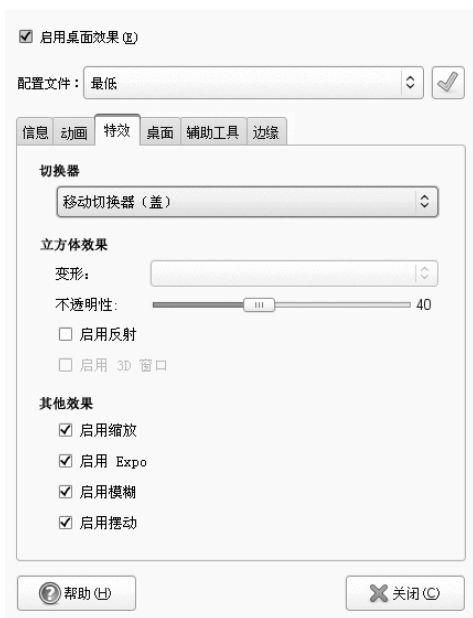 启用桌面效果(E)
配置文件： 最低
信息 动画 特效 桌面 辅助工具 边缘
切换器
移动切换器（盖）
立方体效果
变形：
不透明性: 40
启用反射
启用 3D 窗口
其他效果
启用缩放
启用 Expo
启用模糊
启用摆动
帮助(H) 关闭(C)